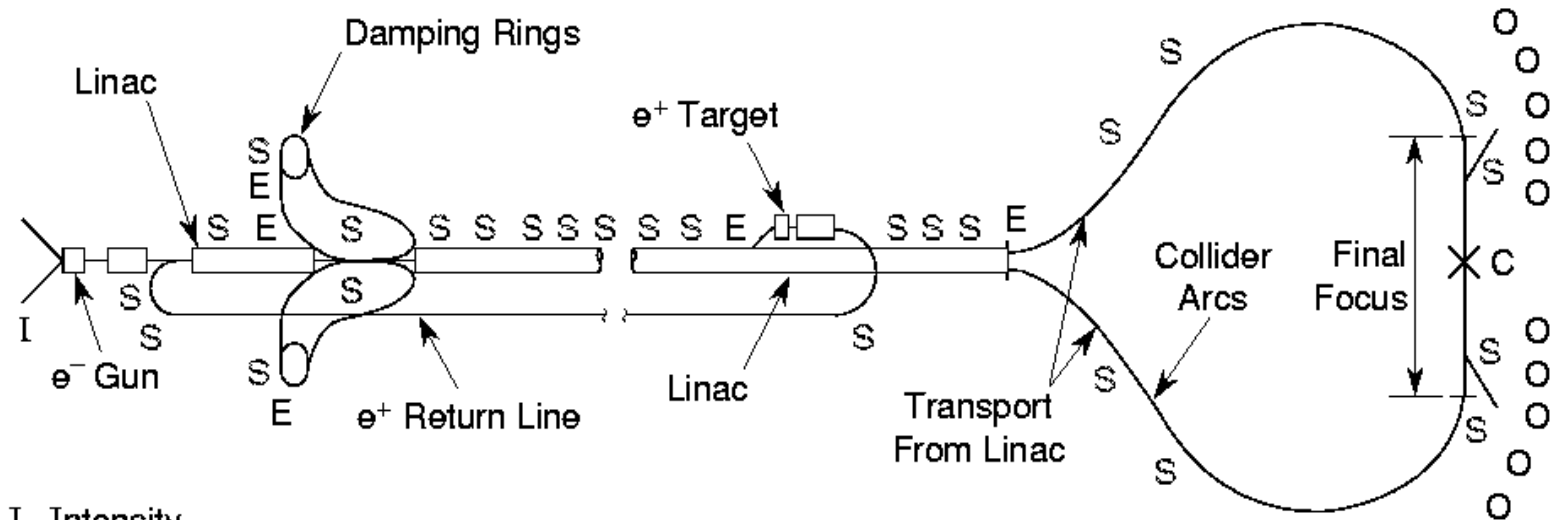 Damping Rings
Linac
e⁺ Target
O
O
S S O
S S O
S S O
E S O
S E S S S S S S S S E S S S E
Collider Arcs
Final Focus
C
S S
I
S S
S
e⁻ Gun
S
E
e⁺ Return Line
Linac
S
Transport
From Linac
S
S
S
O
O
O
O
O
I Intensity